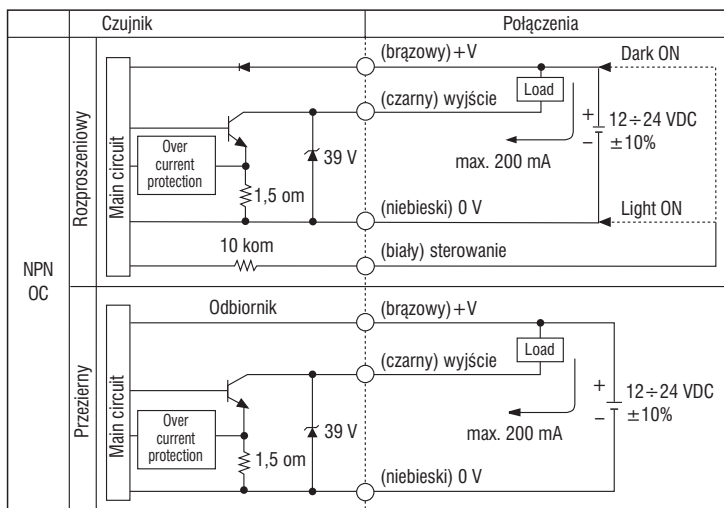 Czujnik
Połączenia
NPN
OC
Rozproszeniowy
Main circuit
Over
current
protection
1,5 om
39 V
10 kom
(brązowy)+V
(czarny) wyjście
(niebieski) 0 V
(biały) sterowanie
Load
max. 200 mA
Dark ON
+
−
12÷24 VDC
±10%
Light ON
Przezierny
Main circuit
Odbiornik
Over
current
protection
1,5 om
39 V
(brązowy)+V
(czarny) wyjście
(niebieski) 0 V
Load
max. 200 mA
+
−
12÷24 VDC
±10%